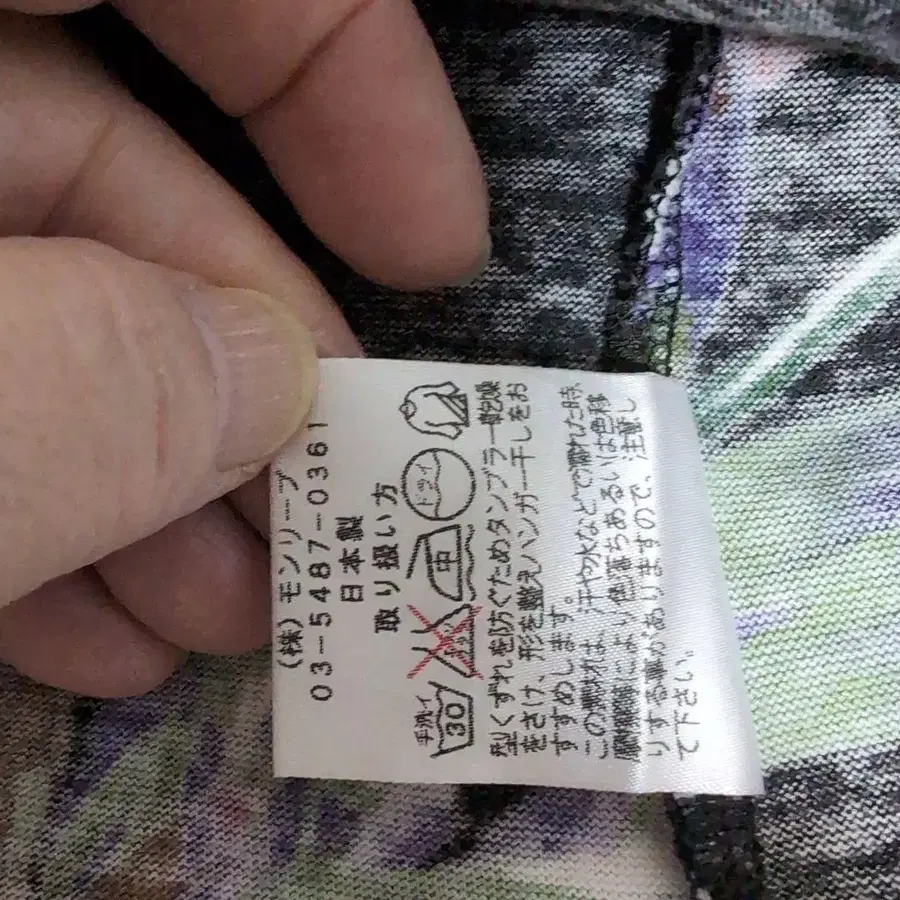 (株)モンリーブ
03-5487-0361
日本製
取り扱い方
手洗イ
30
中
ドライ
型くずれを防ぐためタンブラー乾燥
をさけ、形を整えハンガー干しをお
すすめします。
この素材は、汗や水などで濡れた時
により色落ちあるいは色移
りする事がありますので、注意し
て下さい。